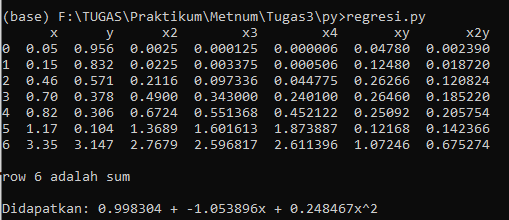 (base) F:\TUGAS\Praktikum\Metnum\Tugas3\py>regresi.py
x y x2 x3 x4 xy x2y
0 0.05 0.956 0.0025 0.000125 0.000006 0.04780 0.002390
1 0.15 0.832 0.0225 0.003375 0.000506 0.12480 0.018720
2 0.46 0.571 0.2116 0.097336 0.044775 0.26266 0.120824
3 0.70 0.378 0.4900 0.343000 0.240100 0.26460 0.185220
4 0.82 0.306 0.6724 0.551368 0.452122 0.25092 0.205754
5 1.17 0.104 1.3689 1.601613 1.873887 0.12168 0.142366
6 3.35 3.147 2.7679 2.596817 2.611396 1.07246 0.675274
row 6 adalah sum
Didapatkan: 0.998304 + -1.053896x + 0.248467x^2